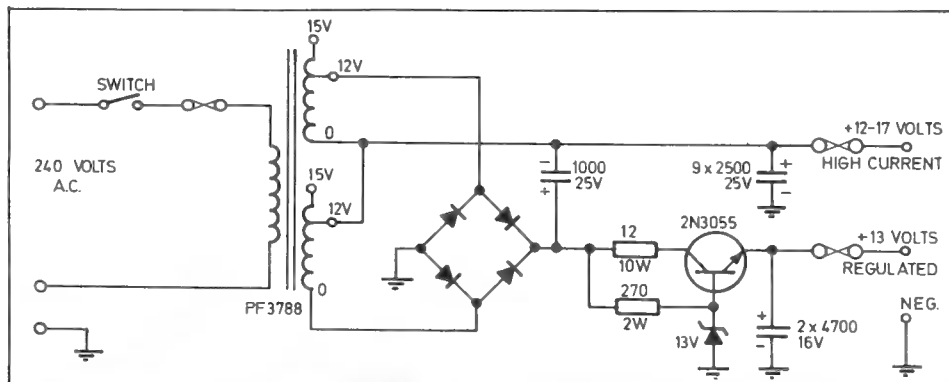 15V
12V
SWITCH
0
+12-17 VOLTS
HIGH CURRENT
240 VOLTS
A.C.
-
1000
25V
+
9 x 2500
25V
+
-
15V
12V
2N3055
12
10W
+13 VOLTS
REGULATED
0
PF3788
270
2W
13V
+
-
2 x 4700
16V
NEG.